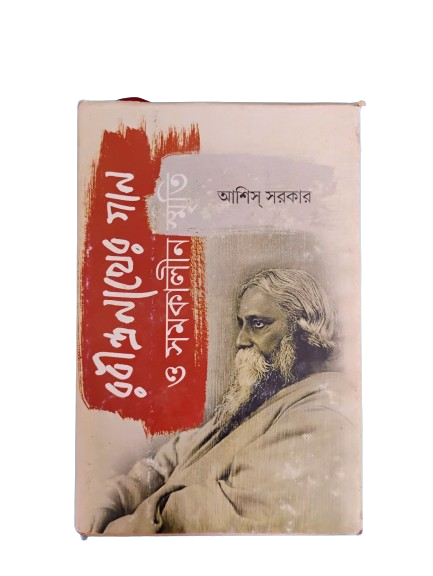 রবীন্দ্রনাথের গান
ও সমকালীন স্মৃতি
আশিস্ সরকার